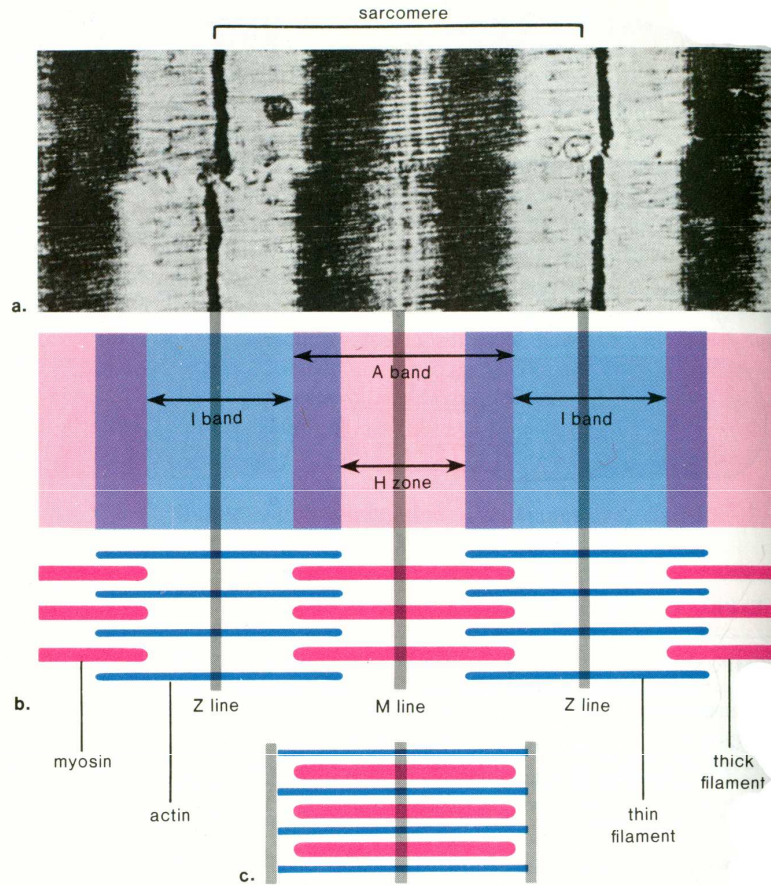 sarcomere
a.
A band
I band
I band
H zone
b.
Z line
M line
Z line
myosin
actin
thin
filament
thick
filament
c.